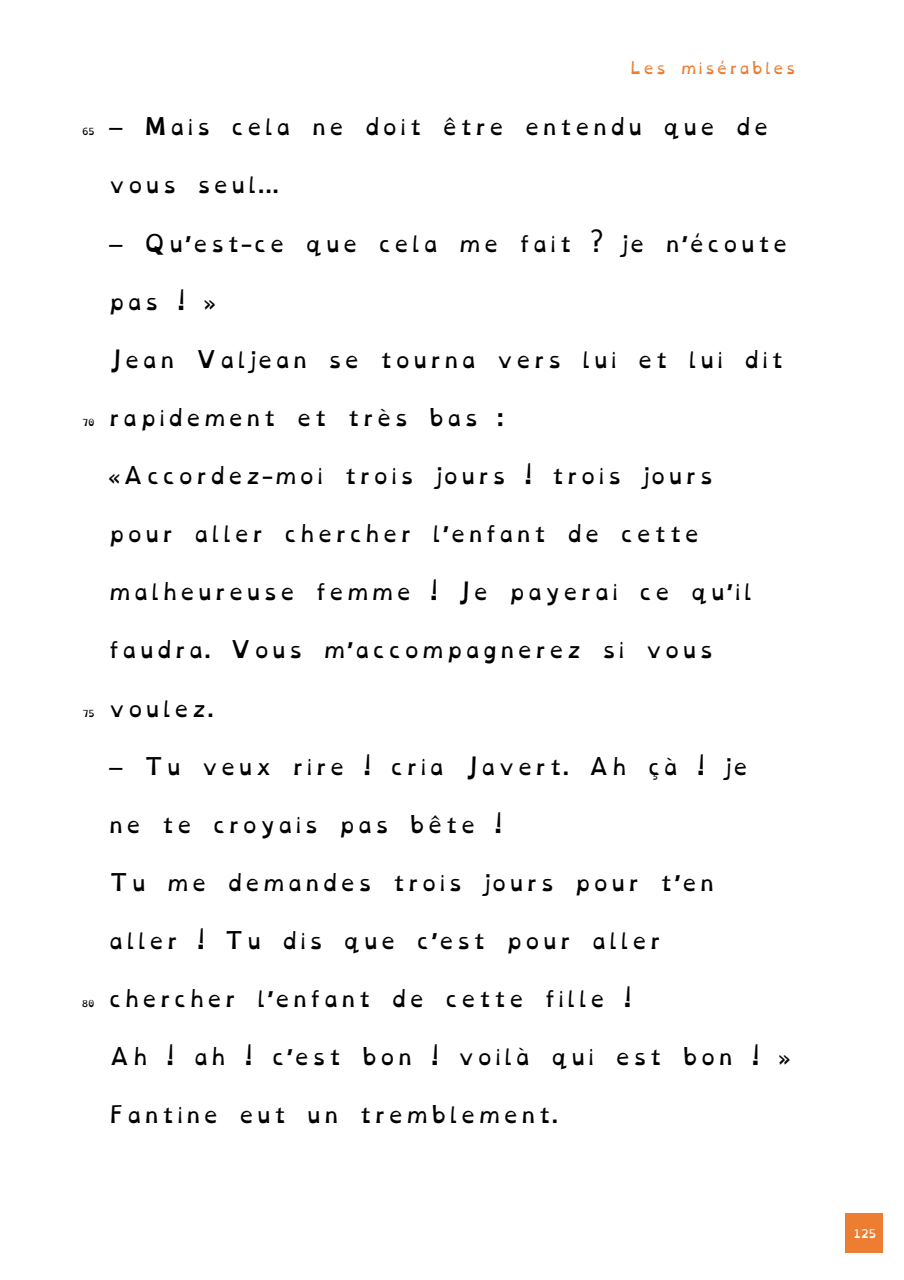 Les misérables
65 – Mais cela ne doit être entendu que de
vous seul…
– Qu'est-ce que cela me fait ? je n'écoute
pas ! »
Jean Valjean se tourna vers lui et lui dit
70 rapidement et très bas :
«Accordez-moi trois jours ! trois jours
pour aller chercher l'enfant de cette
malheureuse femme ! Je payerai ce qu'il
faudra. Vous m'accompagnerez si vous
75 voulez.
– Tu veux rire ! cria Javert. Ah çà ! je
ne te croyais pas bête !
Tu me demandes trois jours pour t'en
aller ! Tu dis que c'est pour aller
80 chercher l'enfant de cette fille !
Ah ! ah ! c'est bon ! voilà qui est bon ! »
Fantine eut un tremblement.
125